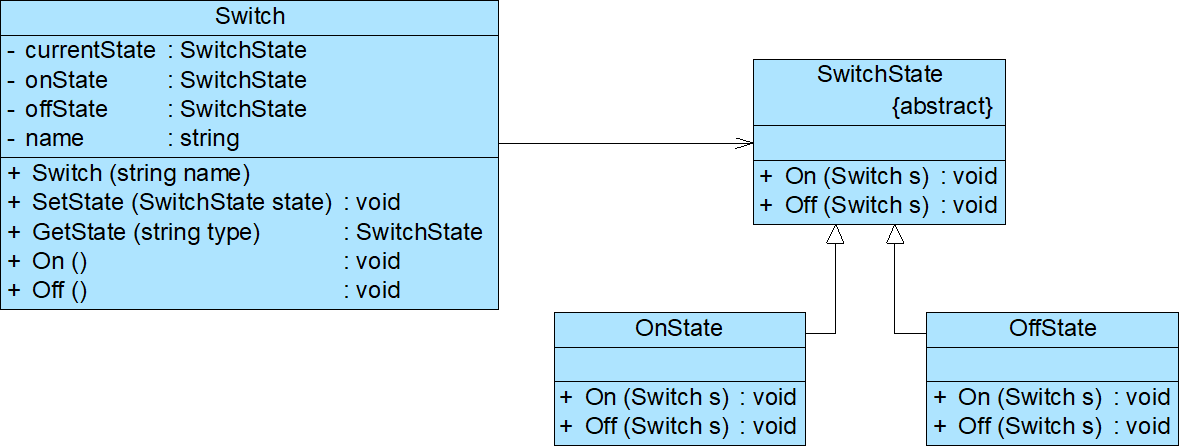 Switch
- currentState : SwitchState
- onState : SwitchState
- offState : SwitchState
- name : string
+ Switch (string name)
+ SetState (SwitchState state) : void
+ GetState (string type) : SwitchState
+ On () : void
+ Off () : void
SwitchState
{abstract}
+ On (Switch s) : void
+ Off (Switch s) : void
OnState
+ On (Switch s) : void
+ Off (Switch s) : void
OffState
+ On (Switch s) : void
+ Off (Switch s) : void